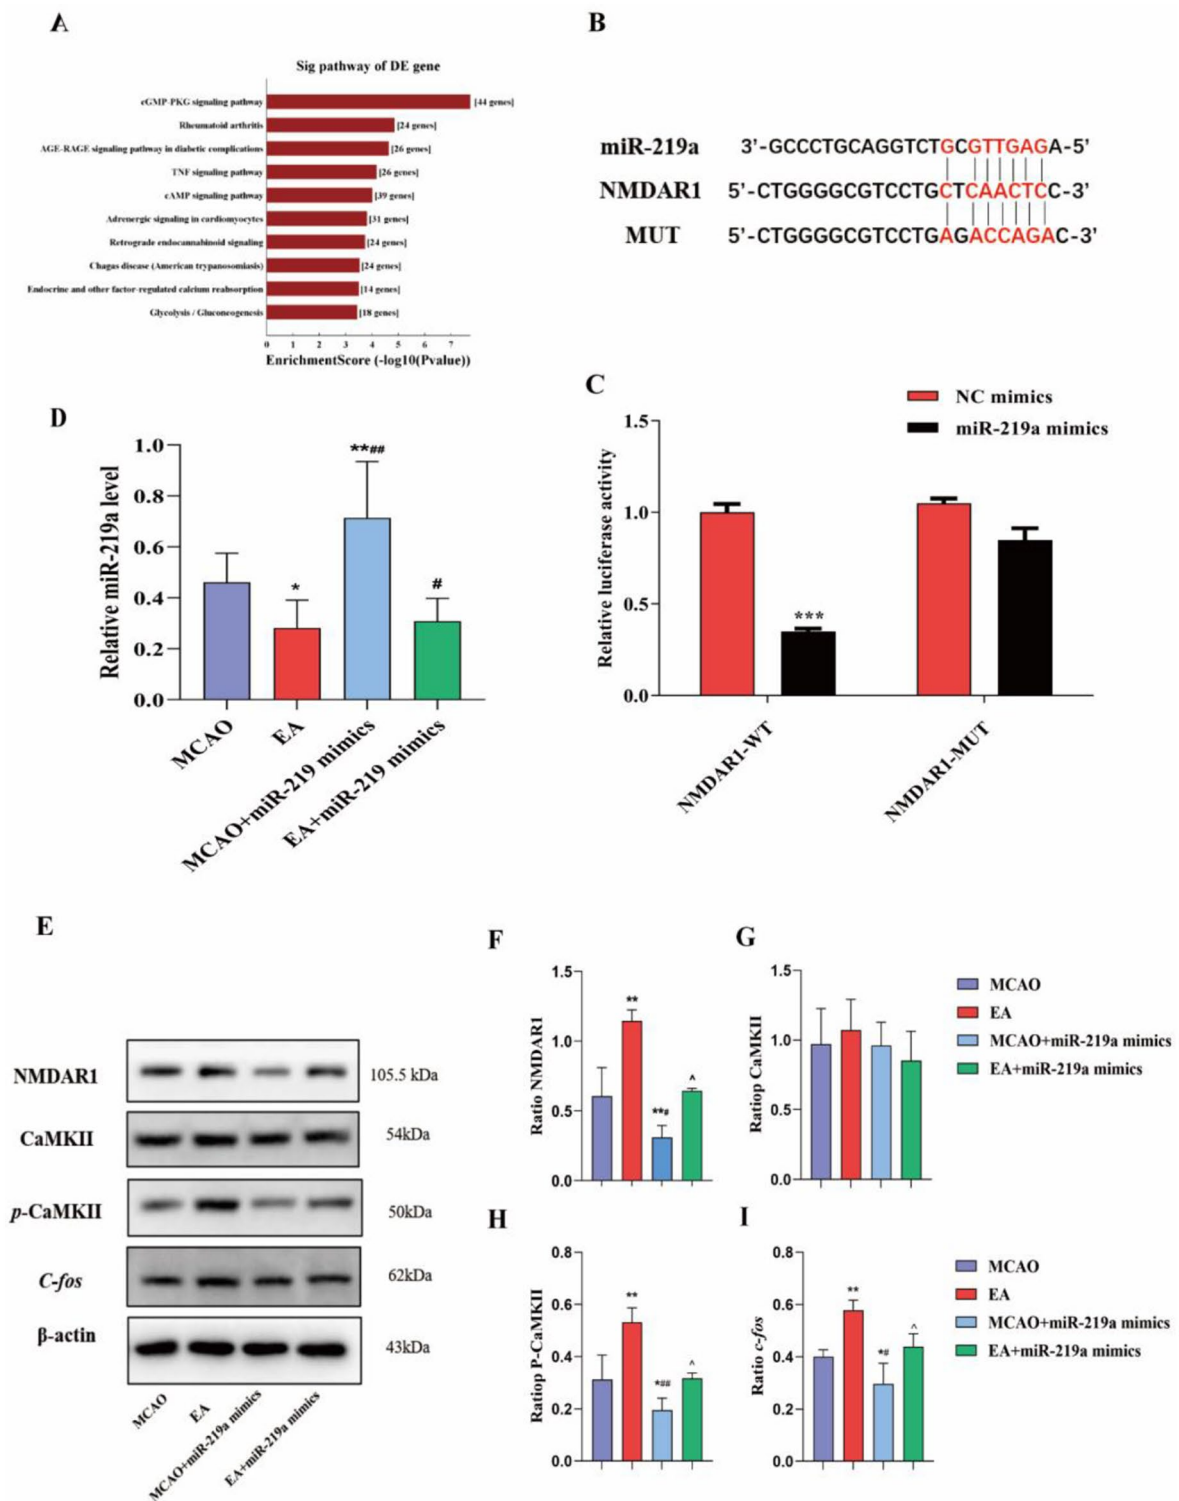 A
Sig pathway of DE gene
cGMP-PKG signaling pathway [44 genes]
Rheumatoid arthritis [24 genes]
AGE-RAGE signaling pathway in diabetic complications [26 genes]
TNF signaling pathway [26 genes]
cAMP signaling pathway [39 genes]
Adrenergic signaling in cardiomyocytes [31 genes]
Retrograde endocannabinoid signaling [24 genes]
Chagas disease (American trypanosomiasis) [24 genes]
Endocrine and other factor-regulated calcium reabsorption [14 genes]
Glycolysis / Gluconeogenesis [18 genes]
0 1 2 3 4 5 6 7
EnrichmentScore (-log10(Pvalue))
B
miR-219a 3'-GCCCTGCAGGTCTGCGTTGAGA-5'
NMDAR1 5'-CTGGGGCGTCCTGCTCAACTCC-3'
MUT 5'-CTGGGGCGTCCTGAGACCAGAC-3'
C
NC mimics
miR-219a mimics
Relative luciferase activity
1.5
1.0
0.5
0.0
***
NMDAR1-WT
NMDAR1-MUT
D
Relative miR-219a level
1.0
0.8
0.6
0.4
0.2
0.0
*
**##
#
MCAO
EA
MCAO+miR-219 mimics
EA+miR-219 mimics
E
NMDAR1 105.5 kDa
CaMKII 54kDa
p-CaMKII 50kDa
C-fos 62kDa
β-actin 43kDa
MCAO
EA
MCAO+miR-219a mimics
EA+miR-219a mimics
F
Ratio NMDAR1
1.5
1.0
0.5
0.0
**
**#
^
G
Ratiop CaMKII
1.5
1.0
0.5
0.0
MCAO
EA
MCAO+miR-219a mimics
EA+miR-219a mimics
H
Ratiop P-CaMKII
0.8
0.6
0.4
0.2
0.0
**
*##
^
I
Ratio c-fos
0.8
0.6
0.4
0.2
0.0
**
*#
^
MCAO
EA
MCAO+miR-219a mimics
EA+miR-219a mimics